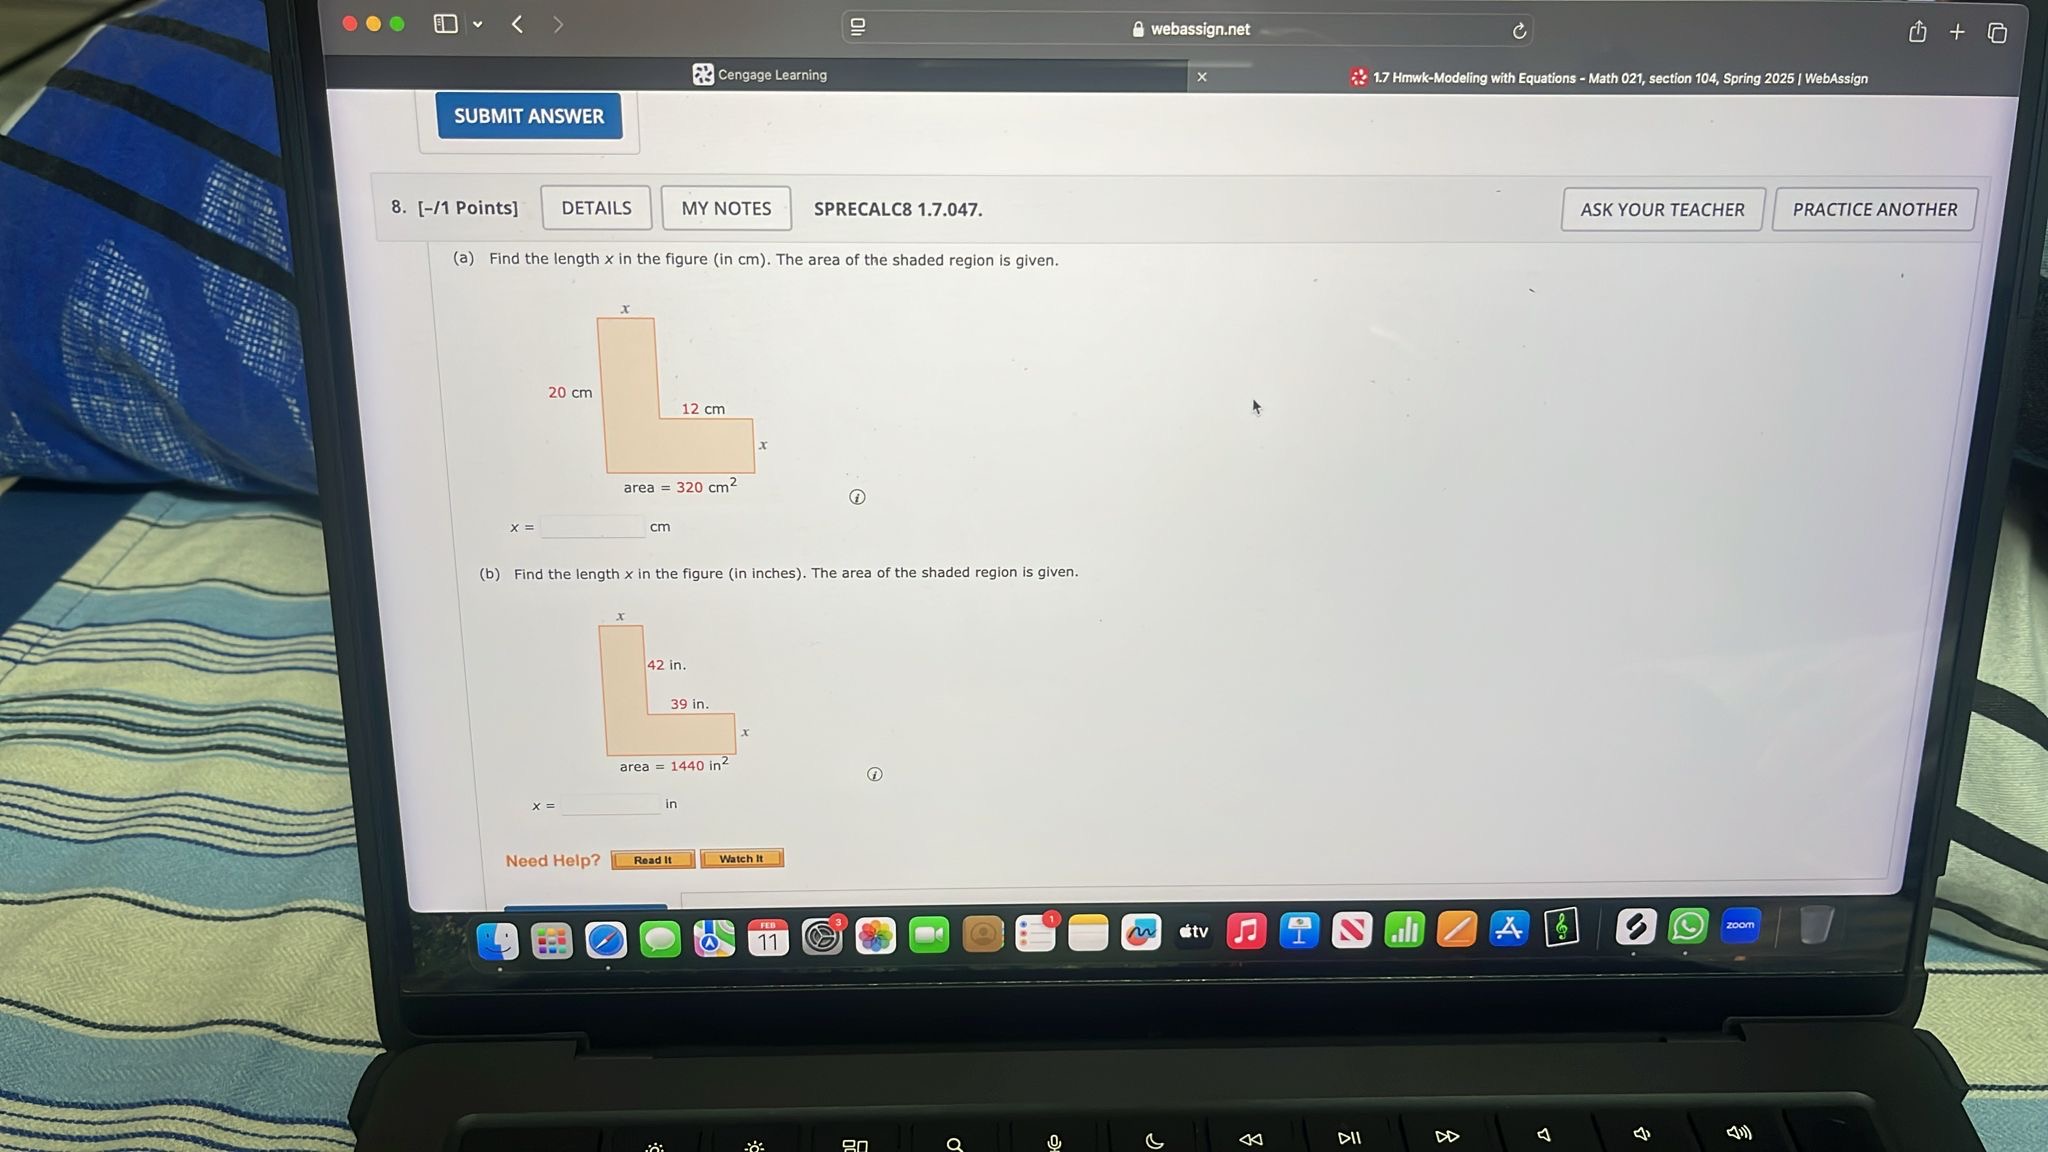 webassign.net
Cengage Learning
1.7 Hmwk-Modeling with Equations - Math 021, section 104, Spring 2025 | WebAssign
SUBMIT ANSWER
8. [-/1 Points] DETAILS MY NOTES SPRECALC8 1.7.047. ASK YOUR TEACHER PRACTICE ANOTHER
(a) Find the length x in the figure (in cm). The area of the shaded region is given.
x
20 cm
12 cm
x
area = 320 cm²
x = cm
(b) Find the length x in the figure (in inches). The area of the shaded region is given.
x
42 in.
39 in.
x
area = 1440 in²
x = in
Need Help? Read It Watch It
FEB
11
3
1
tv
zoom